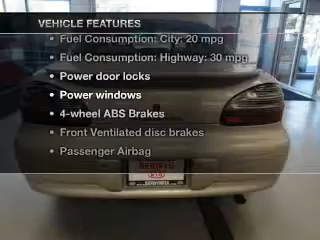 VEHICLE FEATURES
• Fuel Consumption: City: 20 mpg
• Fuel Consumption: Highway: 30 mpg
• Power door locks
• Power windows
• 4-wheel ABS Brakes
• Front Ventilated disc brakes
• Passenger Airbag